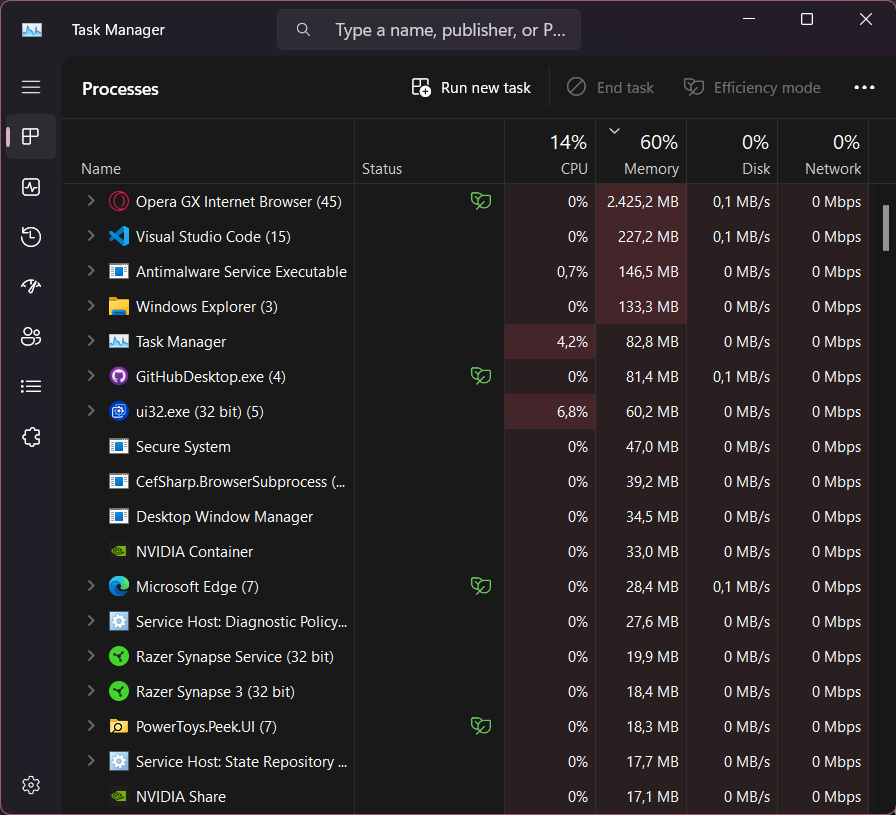 Task Manager
Type a name, publisher, or P...
Processes
Run new task
End task
Efficiency mode
14% 60% 0% 0%
Name Status CPU Memory Disk Network
Opera GX Internet Browser (45) 0% 2.425,2 MB 0,1 MB/s 0 Mbps
Visual Studio Code (15) 0% 227,2 MB 0,1 MB/s 0 Mbps
Antimalware Service Executable 0,7% 146,5 MB 0 MB/s 0 Mbps
Windows Explorer (3) 0% 133,3 MB 0 MB/s 0 Mbps
Task Manager 4,2% 82,8 MB 0 MB/s 0 Mbps
GitHubDesktop.exe (4) 0% 81,4 MB 0,1 MB/s 0 Mbps
ui32.exe (32 bit) (5) 6,8% 60,2 MB 0 MB/s 0 Mbps
Secure System 0% 47,0 MB 0 MB/s 0 Mbps
CefSharp.BrowserSubprocess (... 0% 39,2 MB 0 MB/s 0 Mbps
Desktop Window Manager 0% 34,5 MB 0 MB/s 0 Mbps
NVIDIA Container 0% 33,0 MB 0 MB/s 0 Mbps
Microsoft Edge (7) 0% 28,4 MB 0,1 MB/s 0 Mbps
Service Host: Diagnostic Policy... 0% 27,6 MB 0 MB/s 0 Mbps
Razer Synapse Service (32 bit) 0% 19,9 MB 0 MB/s 0 Mbps
Razer Synapse 3 (32 bit) 0% 18,4 MB 0 MB/s 0 Mbps
PowerToys.Peek.UI (7) 0% 18,3 MB 0 MB/s 0 Mbps
Service Host: State Repository ... 0% 17,7 MB 0 MB/s 0 Mbps
NVIDIA Share 0% 17,1 MB 0 MB/s 0 Mbps